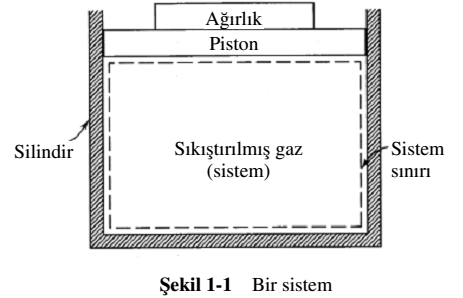 Ağırlık
Piston
Silindir
Sıkıştırılmış gaz
(sistem)
Sistem
sınırı
Şekil 1-1 Bir sistem